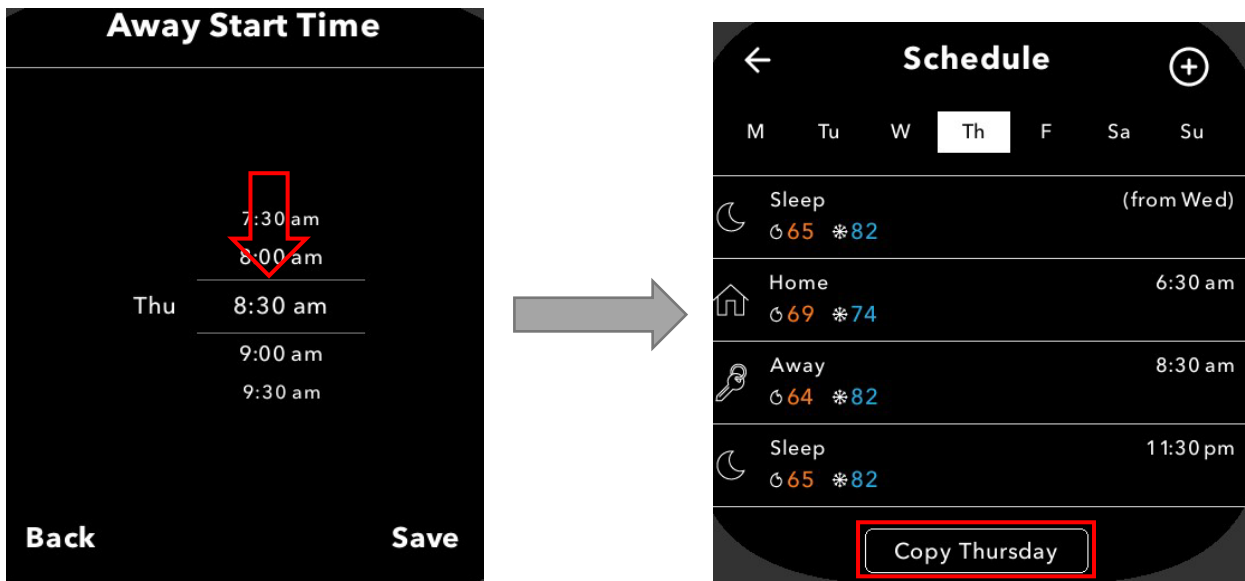 Away Start Time
7:30 am
8:00 am
Thu 8:30 am
9:00 am
9:30 am
Back Save
Schedule
M Tu W Th F Sa Su
Sleep (from Wed)
65 82
Home 6:30 am
69 74
Away 8:30 am
64 82
Sleep 11:30 pm
65 82
Copy Thursday